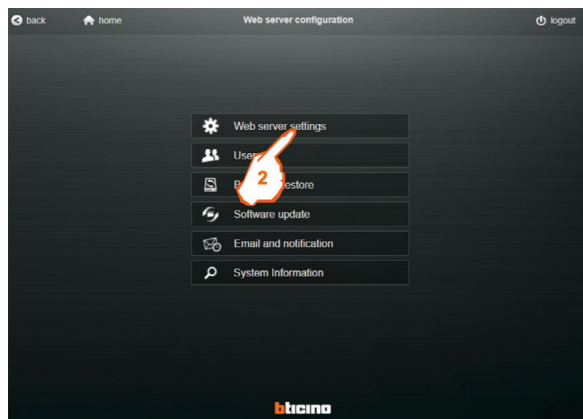 back home Web server configuration logout
Web server settings
User
2
estore
Software update
Email and notification
System Information
bticino